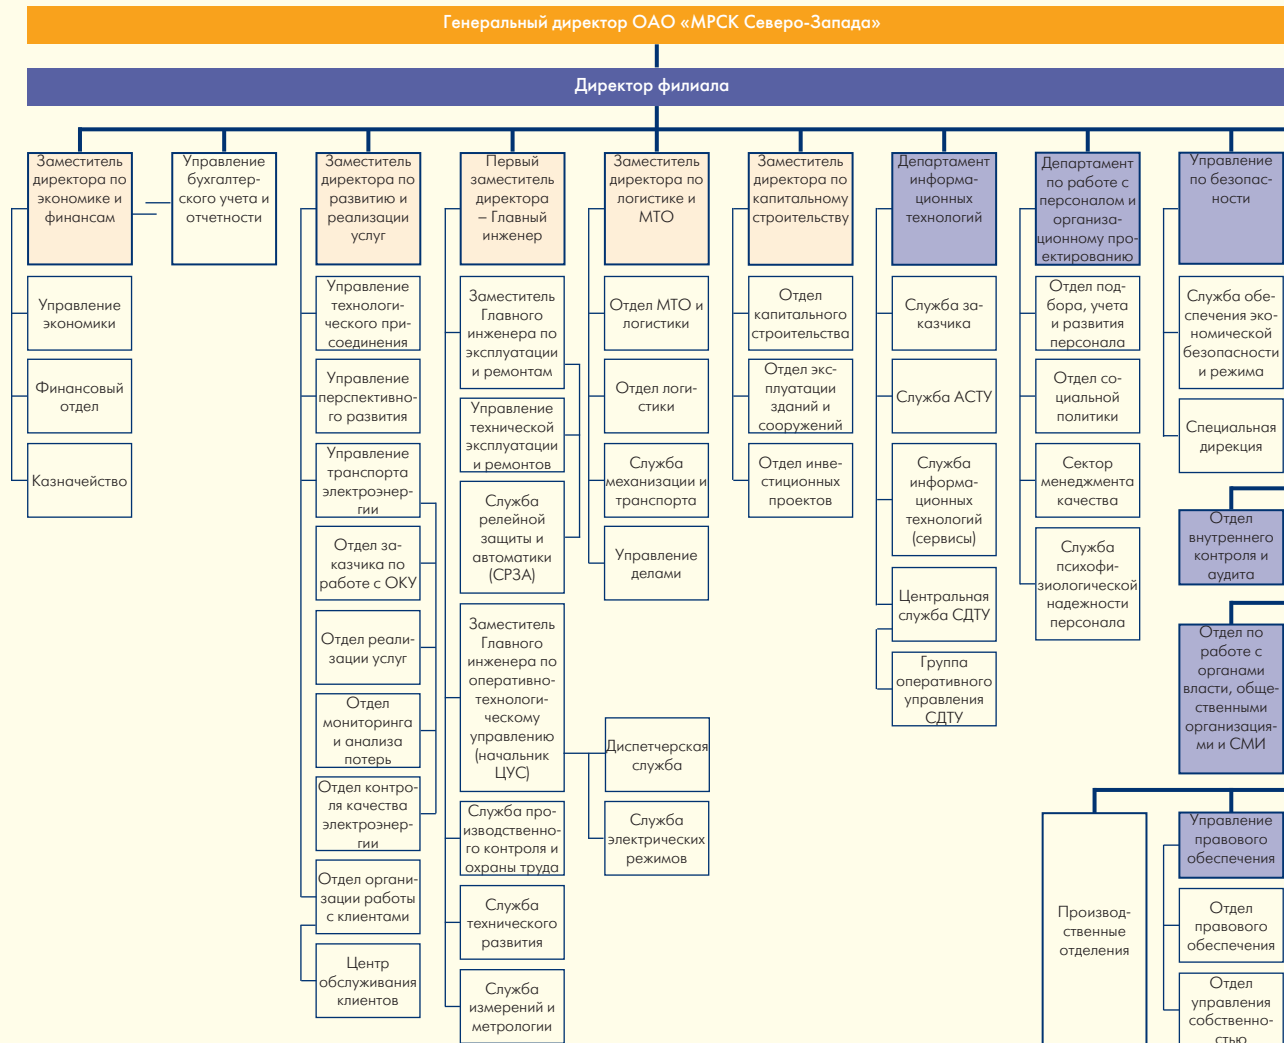 Генеральный директор ОАО «МРСК Северо-Запада»
Директор филиала
Заместитель
директора по
экономике и
финансам
Управление
бухгалтер-
ского учета и
отчетности
Заместитель
директора по
развитию и
реализации
услуг
Первый
заместитель
директора
– Главный
инженер
Заместитель
директора по
логистике и
МТО
Заместитель
директора по
капитальному
строительству
Департамент
информа-
ционных
технологий
Департамент
по работе с
персоналом и
организа-
ционному про-
ектированию
Управление
по безопас-
ности
Управление
экономики
Финансовый
отдел
Казначейство
Управление
технологи-
ческого при-
соединения
Управление
перспективно-
го развития
Управление
транспорта
электроэнер-
гии
Отдел за-
казчика по
работе с ОКУ
Отдел реали-
зации услуг
Отдел
мониторинга
и анализа
потерь
Отдел контро-
ля качества
электроэнер-
гии
Отдел органи-
зации работы
с клиентами
Центр
обслуживания
клиентов
Заместитель
Главного
инженера по
эксплуатации
и ремонтам
Управление
технической
эксплуатации
и ремонтов
Служба
релейной
защиты и
автоматики
(СРЗА)
Заместитель
Главного
инженера по
оперативно-
технологи-
ческому
управлению
(начальник
ЦУС)
Служба про-
изводственно-
го контроля и
охраны труда
Служба
технического
развития
Служба
измерений и
метрологии
Отдел МТО и
логистики
Отдел логи-
стики
Служба
механизации и
транспорта
Управление
делами
Диспетчерская
служба
Служба
электрических
режимов
Отдел
капитального
строительства
Отдел экс-
плуатации
зданий и
сооружений
Отдел инве-
стиционных
проектов
Служба за-
казчика
Служба АСТУ
Служба
информа-
ционных
технологий
(сервисы)
Центральная
служба СДТУ
Группа
оперативного
управления
СДТУ
Отдел под-
бора, учета
и развития
персонала
Отдел со-
циальной
политики
Сектор
менеджмента
качества
Служба
психофи-
зиологической
надежности
персонала
Служба обе-
спечения эко-
номической
безопасности
и режима
Специальная
дирекция
Отдел
внутреннего
контроля и
аудита
Отдел по
работе с
органами
власти, обще-
ственными
организация-
ми и СМИ
Производ-
ственные
отделения
Управление
правового
обеспечения
Отдел
правового
обеспечения
Отдел
управления
собственно-
стью